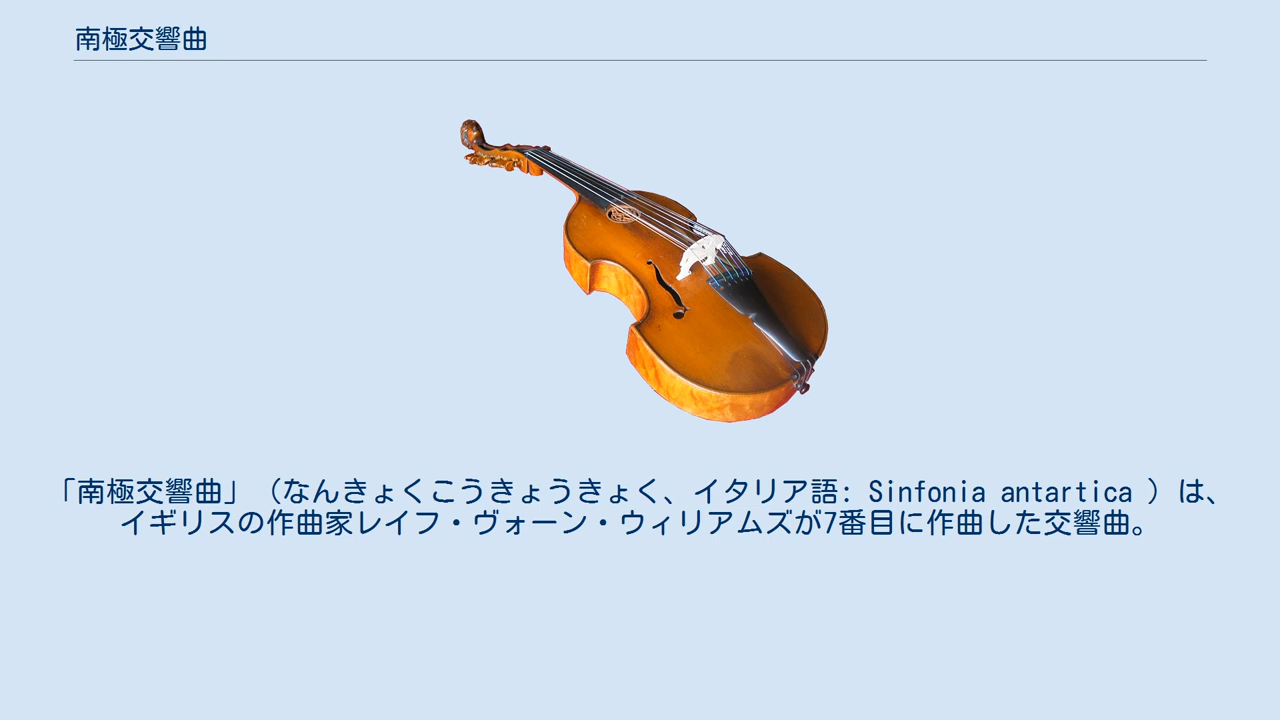 南極交響曲
「南極交響曲」（なんきょくこうきょうきょく、イタリア語: Sinfonia antartica ）は、
イギリスの作曲家レイフ・ヴォーン・ウィリアムズが7番目に作曲した交響曲。